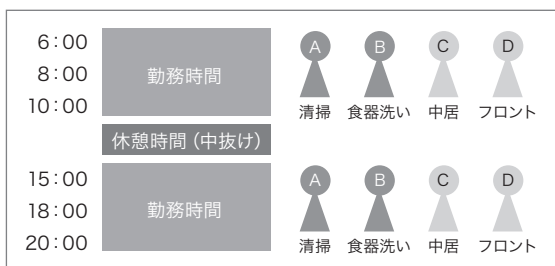 6:00
8:00
10:00
勤務時間
A B C D
清掃 食器洗い 中居 フロント
休憩時間（中抜け）
15:00
18:00
20:00
勤務時間
A B C D
清掃 食器洗い 中居 フロント